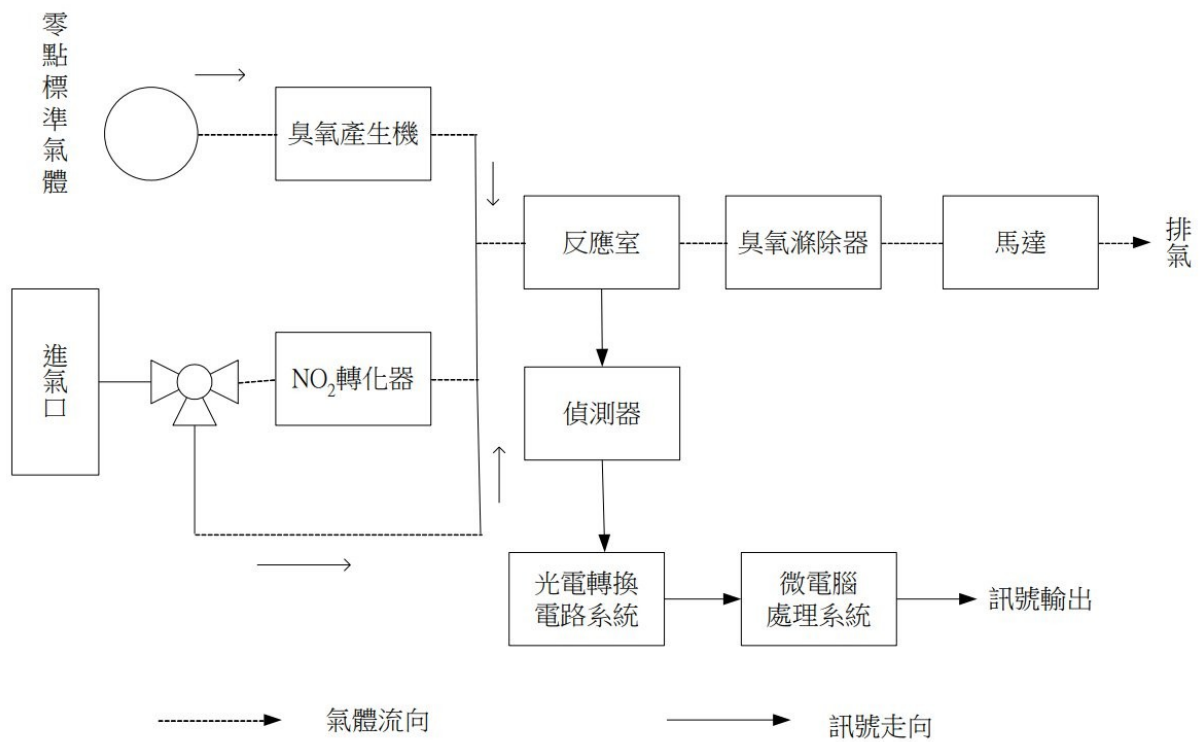 零點標準氣體
臭氧產生機
反應室
臭氧滌除器
馬達
排氣
進氣口
NO₂轉化器
偵測器
光電轉換
電路系統
微電腦
處理系統
訊號輸出
氣體流向
訊號走向